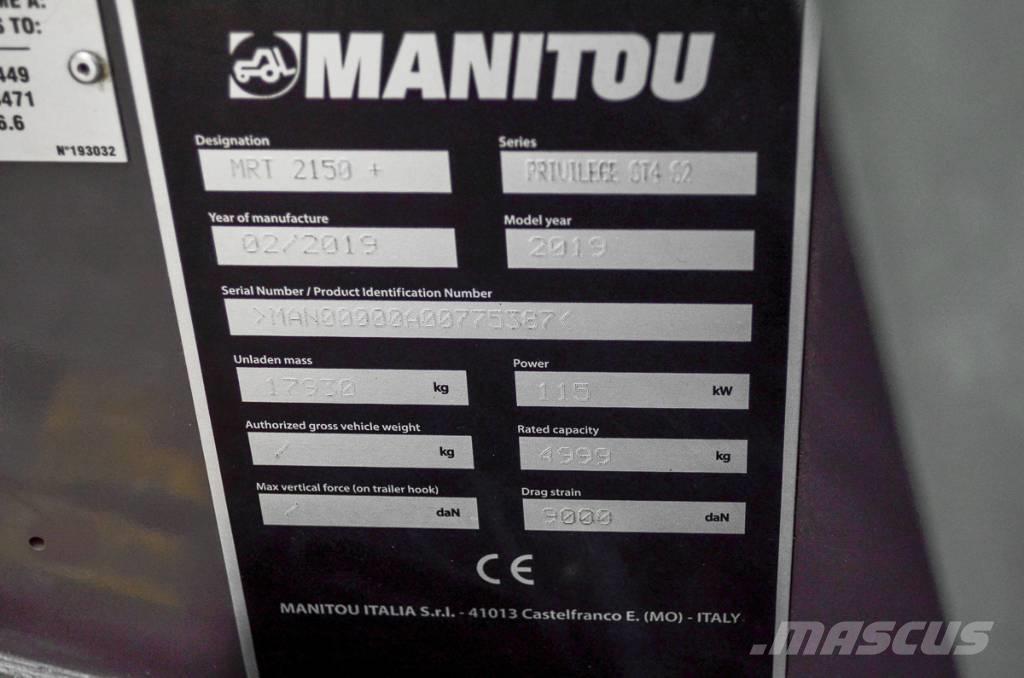 E A:
S TO:
449
471
6.6
N°193032
MANITOU
Designation
Series
MRT 2150 +
PRIVILEGE ST4 S2
Year of manufacture
Model year
02/2019
2019
Serial Number / Product Identification Number
>MAN00000A00775387<
Unladen mass
Power
17930 kg
115 kW
Authorized gross vehicle weight
Rated capacity
/ kg
4999 kg
Max vertical force (on trailer hook)
Drag strain
/ daN
9000 daN
CE
MANITOU ITALIA S.r.l. - 41013 Castelfranco E. (MO) - ITALY
.MASCUS